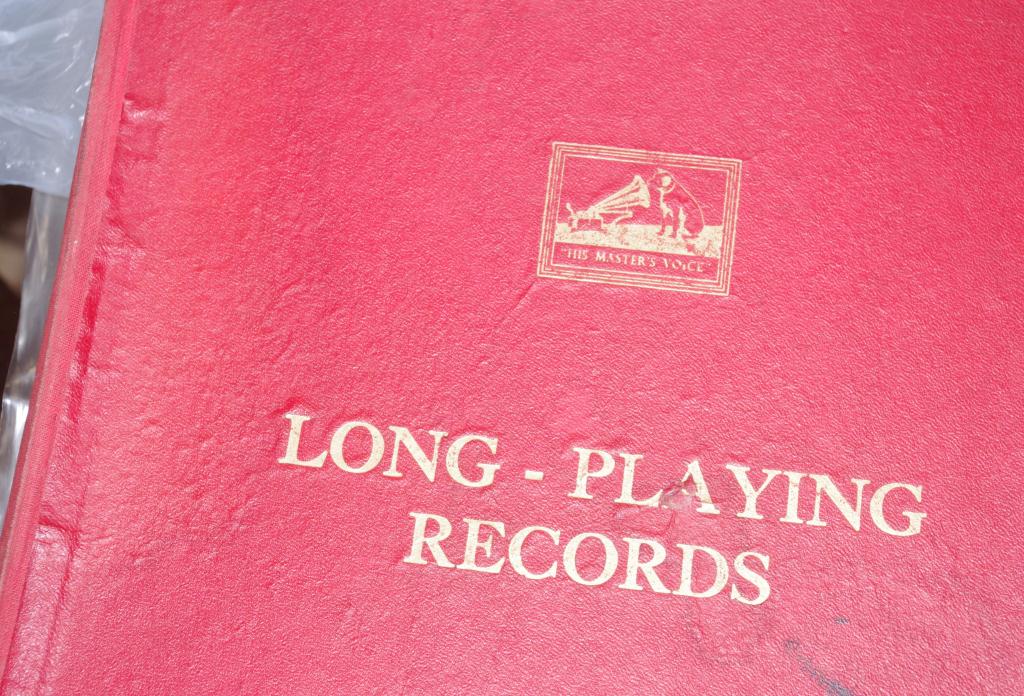 "HIS MASTER'S VOICE"
LONG - PLAYING
RECORDS